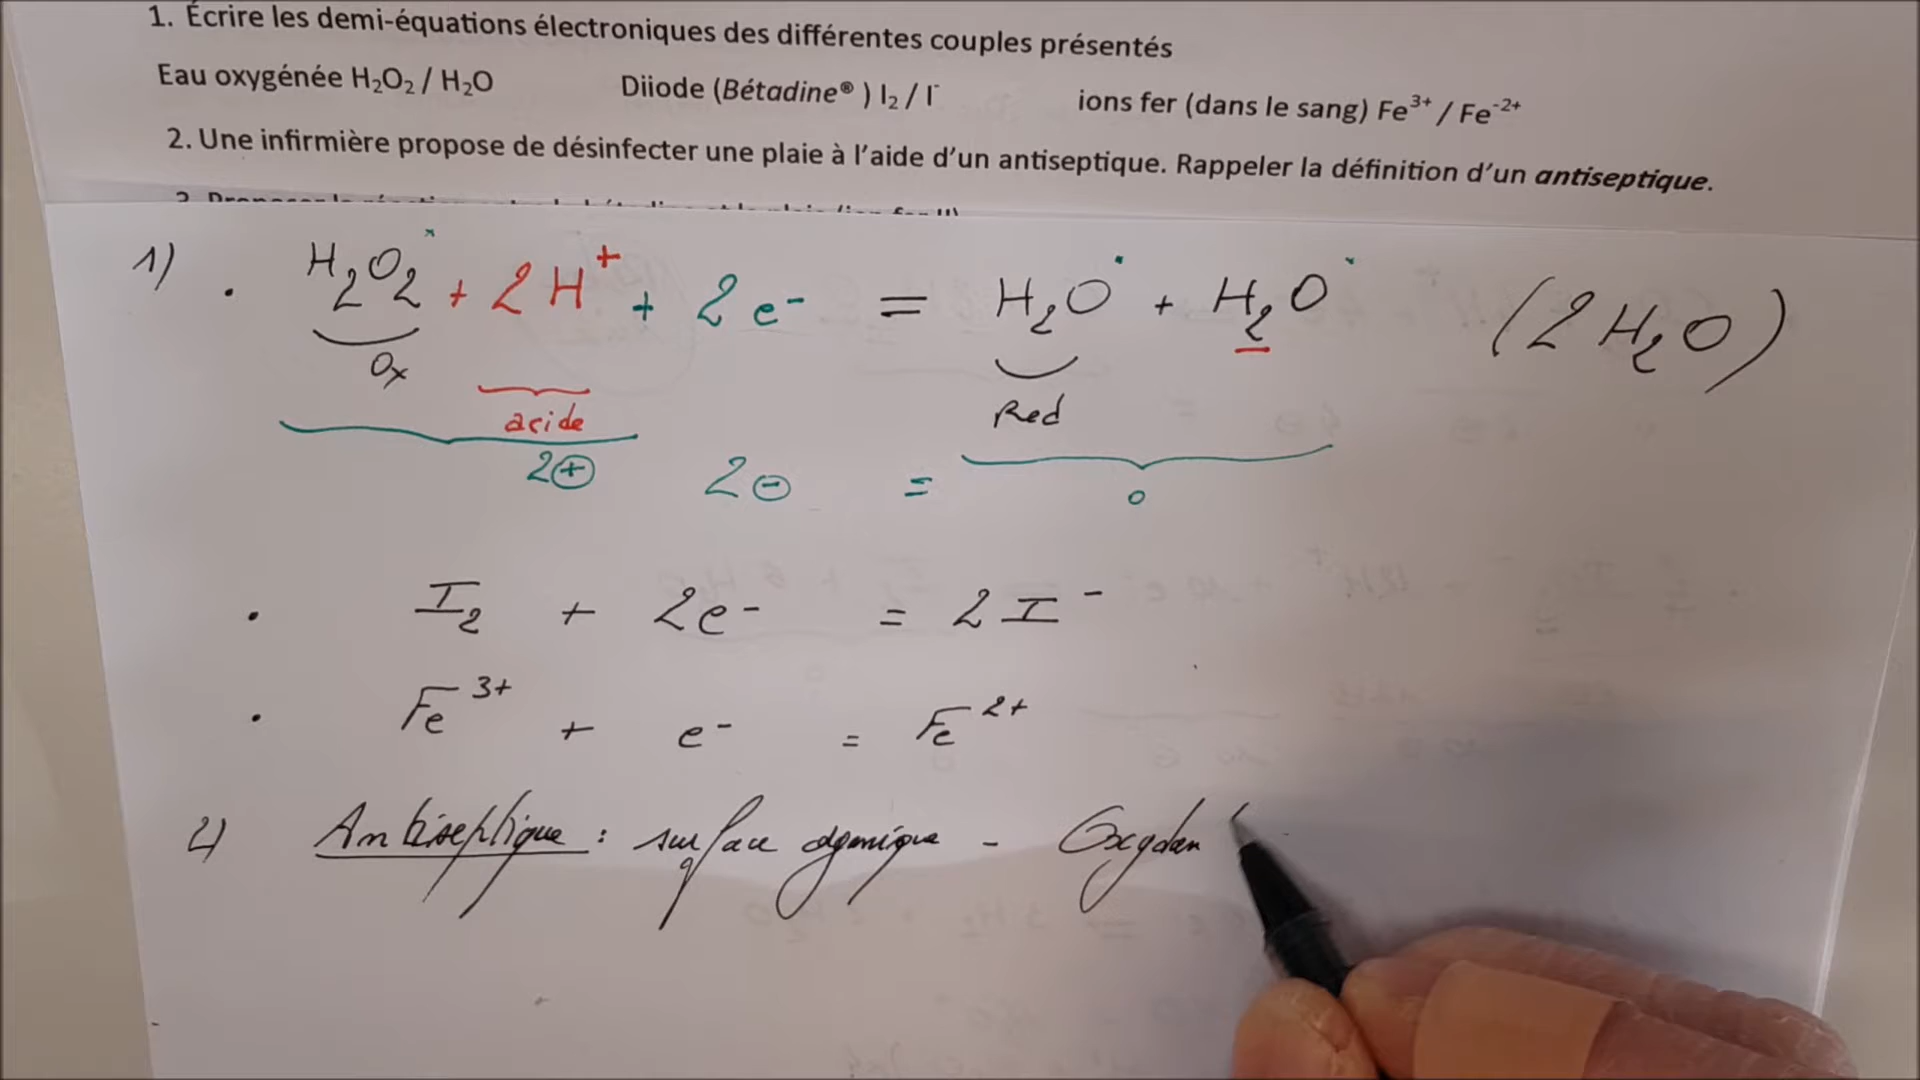 1. Écrire les demi-équations électroniques des différentes couples présentés
Eau oxygénée H₂O₂ / H₂O Diiode (Bétadine® ) I₂ / I⁻ ions fer (dans le sang) Fe³⁺ / Fe⁻²⁺
2. Une infirmière propose de désinfecter une plaie à l'aide d'un antiseptique. Rappeler la définition d'un antiseptique.
1) . H₂O₂ + 2H⁺ + 2e⁻ = H₂O + H₂O (2 H₂O)
Ox acide Red
2⊕ 2⊖ = 0
. I₂ + 2e⁻ = 2I⁻
. Fe³⁺ + e⁻ = Fe²⁺
2) Antiseptique : surface - Oxydan